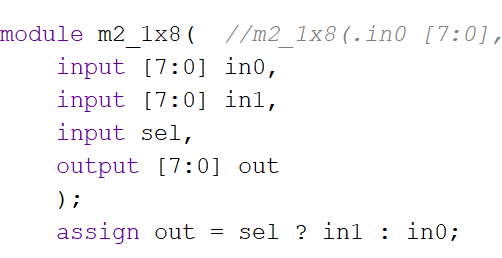 module m2_1x8(  //m2_1x8(.in0 [7:0],
    input [7:0] in0,
    input [7:0] in1,
    input sel,
    output [7:0] out
    );
    assign out = sel ? in1 : in0;